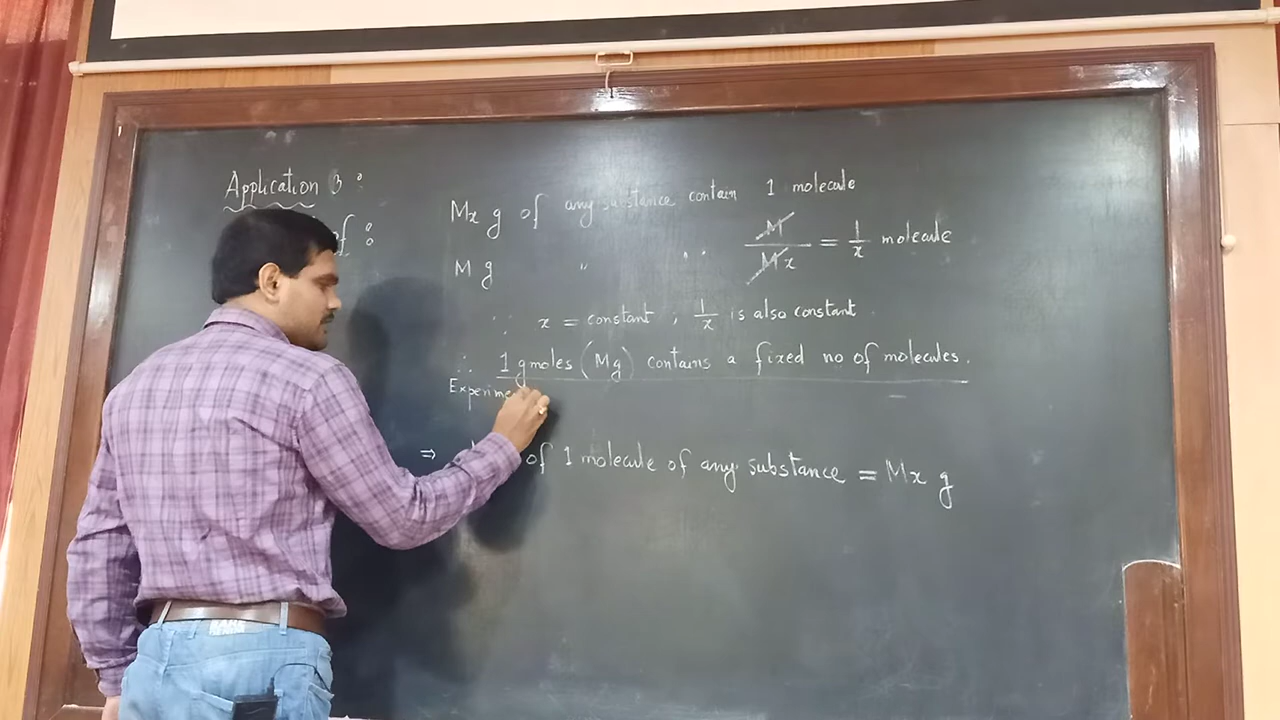 Application 3 :
of :
Mx g of any substance contain 1 molecule
M g " " M/Mx = 1/x molecule
∵ x = constant, 1/x is also constant
∴ 1 gmoles (Mg) contains a fixed no of molecules.
Experime
⇒ of 1 molecule of any substance = Mx g